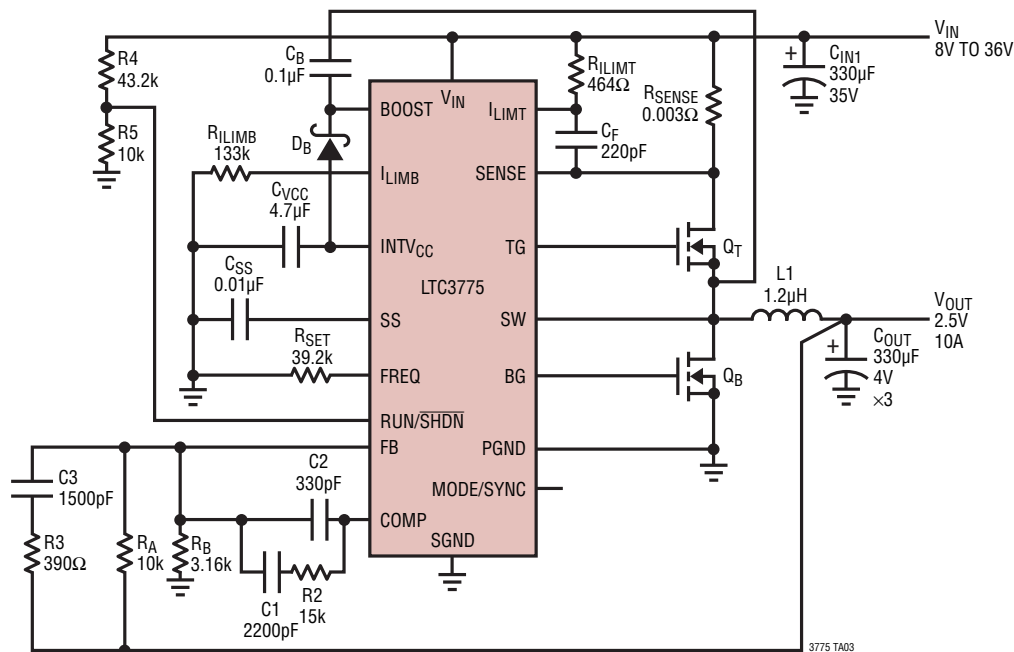 V_IN
8V TO 36V
R4
43.2k
C_B
0.1µF
R_ILIMT
464Ω
C_IN1
330µF
35V
+
V_IN
R_SENSE
0.003Ω
BOOST
I_LIMT
R5
10k
R_ILIMB
133k
D_B
C_F
220pF
I_LIMB
SENSE
C_VCC
4.7µF
INTV_CC
TG
Q_T
C_SS
0.01µF
LTC3775
L1
1.2µH
V_OUT
2.5V
10A
SS
SW
C_OUT
330µF
4V
×3
+
R_SET
39.2k
FREQ
BG
Q_B
RUN/SHDN
FB
PGND
C3
1500pF
C2
330pF
MODE/SYNC
COMP
R3
390Ω
R_A
10k
R_B
3.16k
SGND
C1
2200pF
R2
15k
3775 TA03